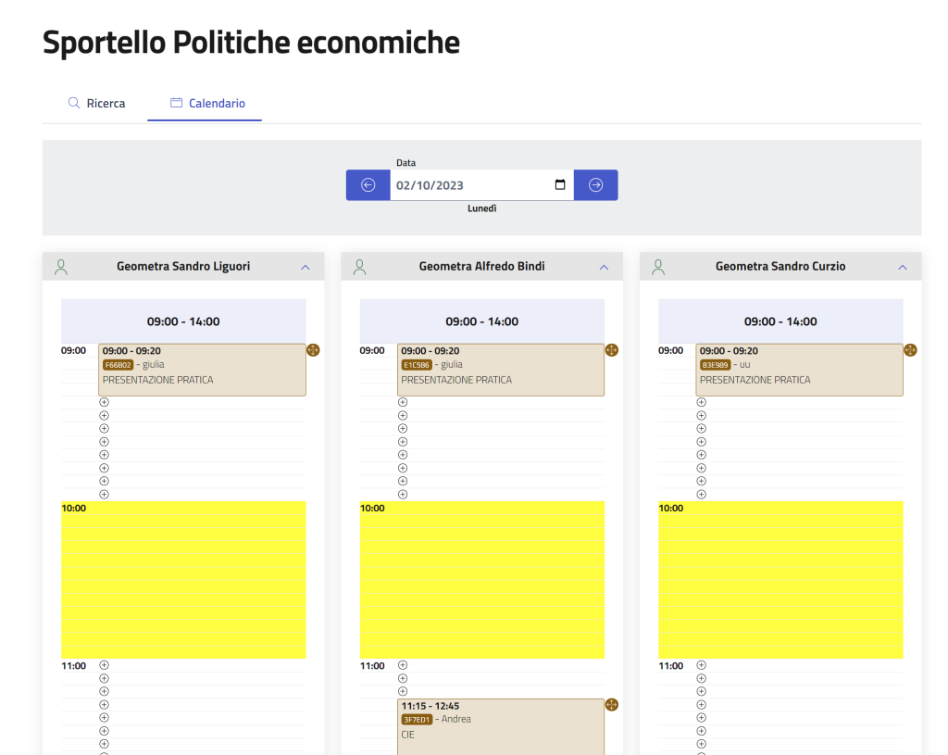 Sportello Politiche economiche
Ricerca
Calendario
Data
02/10/2023
Lunedì
Geometra Sandro Liguori
09:00 - 14:00
09:00
09:00 - 09:20
F66B02 - giulia
PRESENTAZIONE PRATICA
10:00
11:00
Geometra Alfredo Bindi
09:00 - 14:00
09:00
09:00 - 09:20
E1C5B6 - giulia
PRESENTAZIONE PRATICA
10:00
11:00
11:15 - 12:45
3F7ED1 - Andrea
CIE
Geometra Sandro Curzio
09:00 - 14:00
09:00
09:00 - 09:20
83E989 - uu
PRESENTAZIONE PRATICA
10:00
11:00